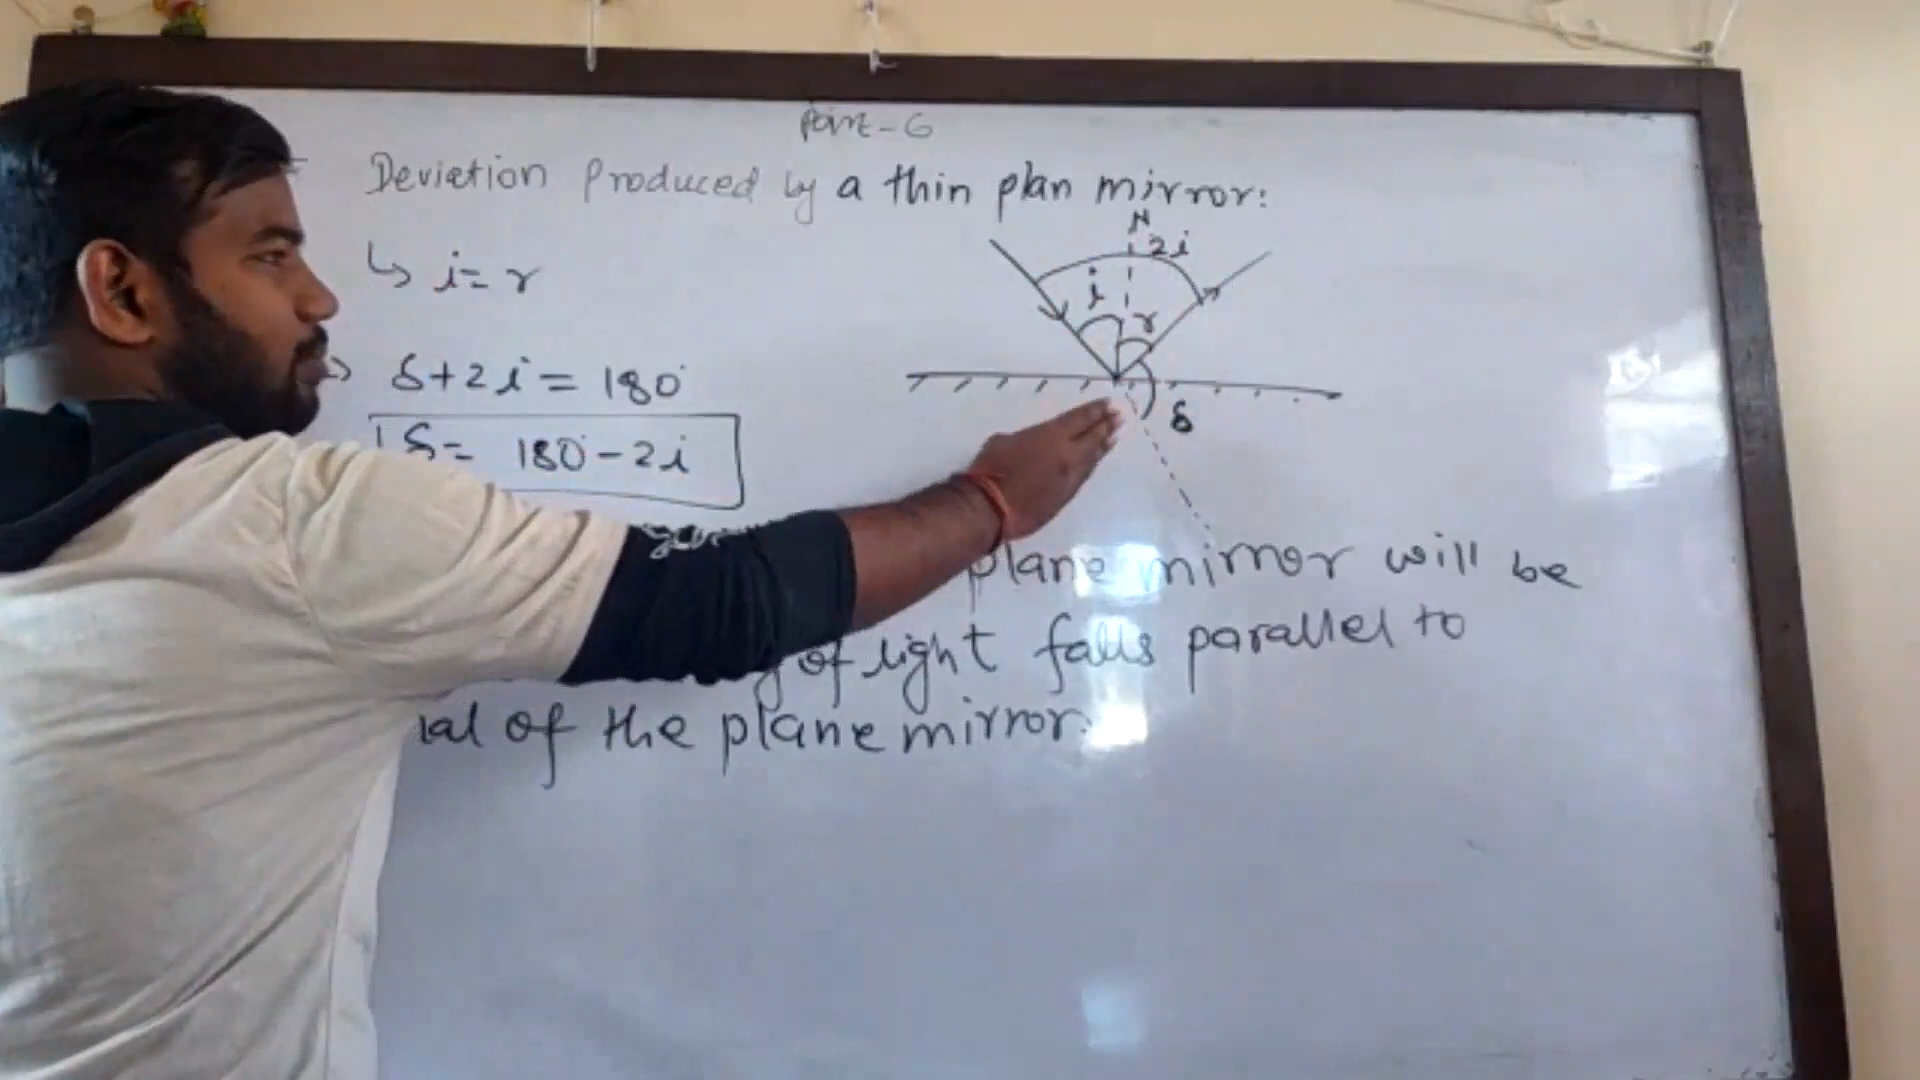 Part-6
Deviation produced by a thin plan mirror:
N
2i
↳ i= r
i
r
δ+2i = 180°
δ
δ= 180°-2i
plane mirror will be
of light falls parallel to
of the plane mirror.